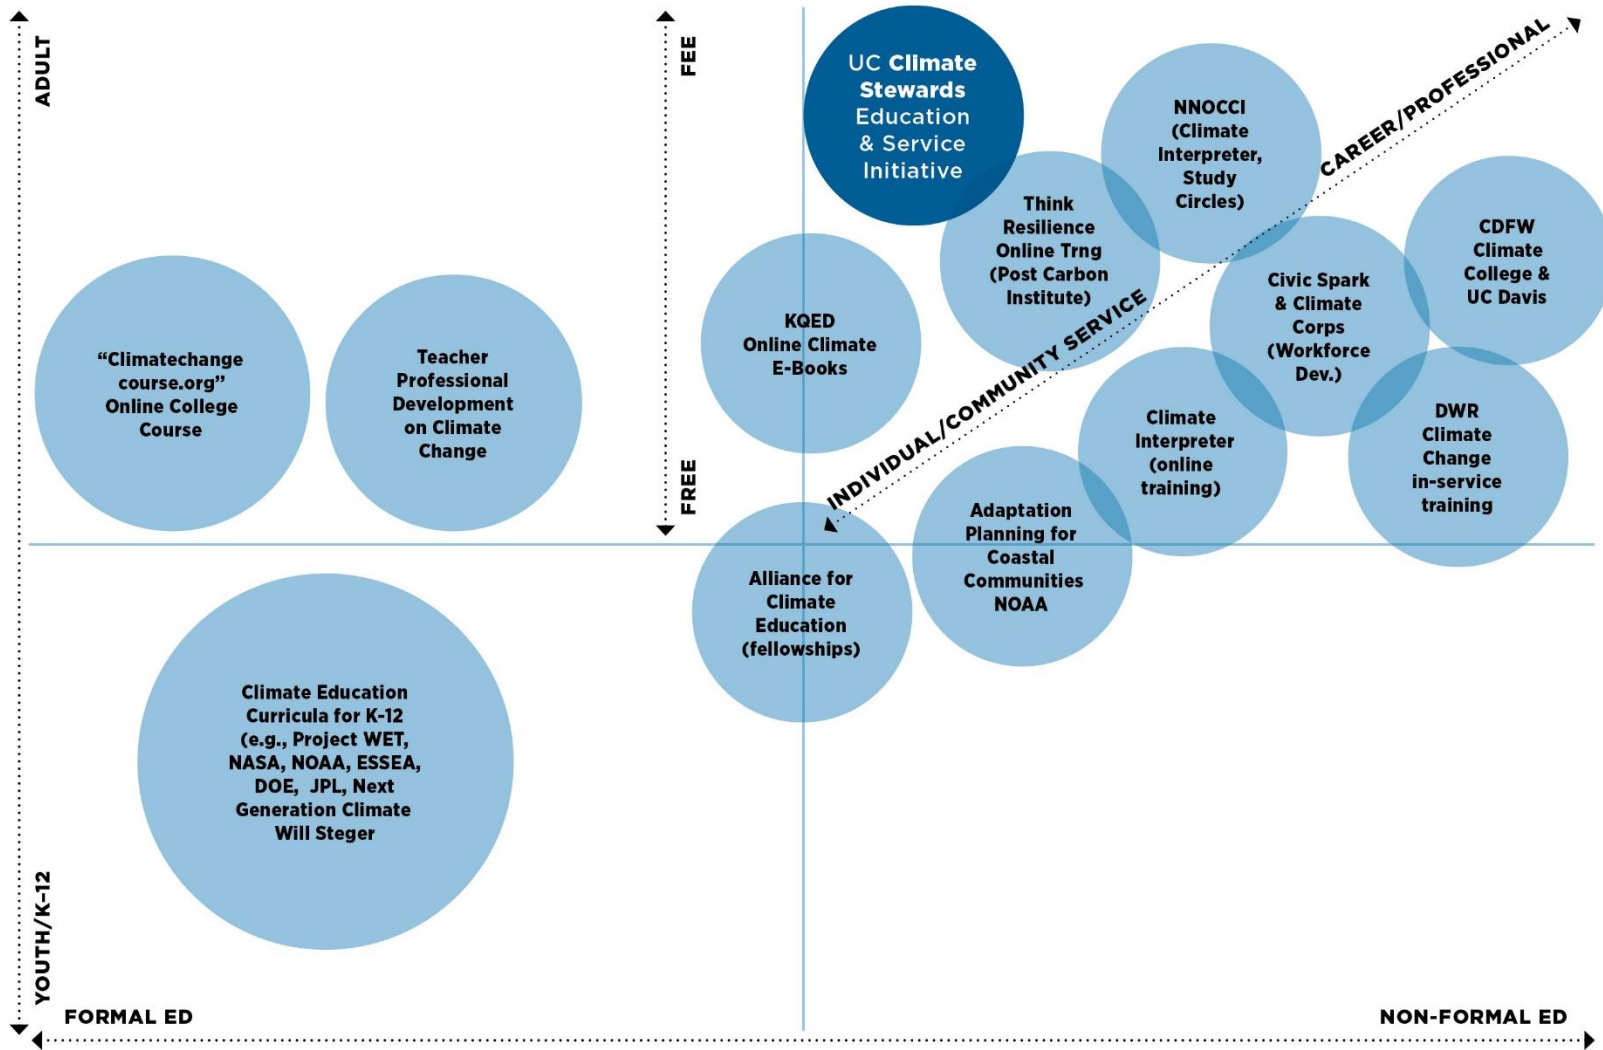 ADULT
FEE
UC Climate
Stewards
Education
& Service
Initiative
NNOCCI
(Climate
Interpreter,
Study
Circles)
CAREER/PROFESSIONAL
Think
Resilience
Online Trng
(Post Carbon
Institute)
CDFW
Climate
College &
UC Davis
Civic Spark
& Climate
Corps
(Workforce
Dev.)
KQED
Online Climate
E-Books
“Climatechange
course.org”
Online College
Course
Teacher
Professional
Development
on Climate
Change
INDIVIDUAL/COMMUNITY SERVICE
Climate
Interpreter
(online
training)
DWR
Climate
Change
in-service
training
FREE
Adaptation
Planning for
Coastal
Communities
NOAA
Alliance for
Climate
Education
(fellowships)
Climate Education
Curricula for K-12
(e.g., Project WET,
NASA, NOAA, ESSEA,
DOE, JPL, Next
Generation Climate
Will Steger
YOUTH/K-12
FORMAL ED
NON-FORMAL ED